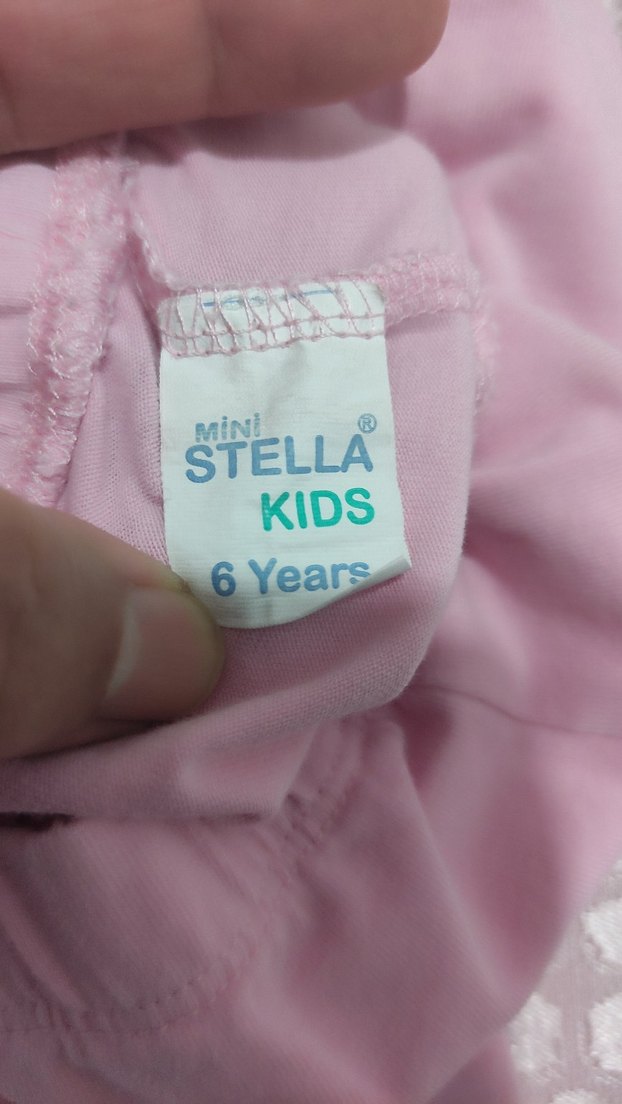 MiNi ®
STELLA
KIDS
6 Years